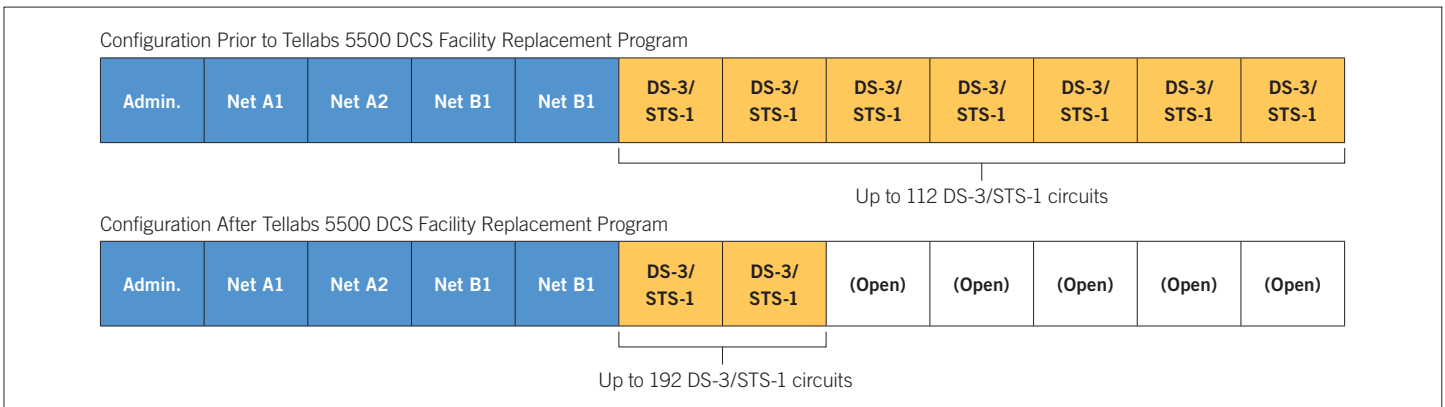 Configuration Prior to Tellabs 5500 DCS Facility Replacement Program
Admin. Net A1 Net A2 Net B1 Net B1 DS-3/ DS-3/ DS-3/ DS-3/ DS-3/ DS-3/ DS-3/
STS-1 STS-1 STS-1 STS-1 STS-1 STS-1 STS-1
Up to 112 DS-3/STS-1 circuits
Configuration After Tellabs 5500 DCS Facility Replacement Program
Admin. Net A1 Net A2 Net B1 Net B1 DS-3/ DS-3/ (Open) (Open) (Open) (Open) (Open)
STS-1 STS-1
Up to 192 DS-3/STS-1 circuits